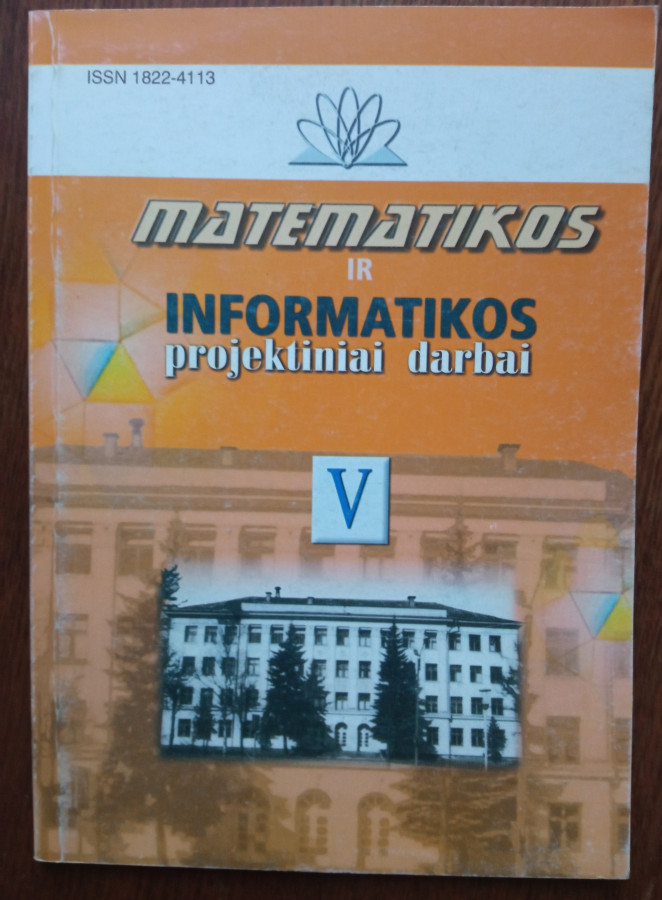 ISSN 1822-4113
MATEMATIKOS
IR
INFORMATIKOS
projektiniai darbai
V